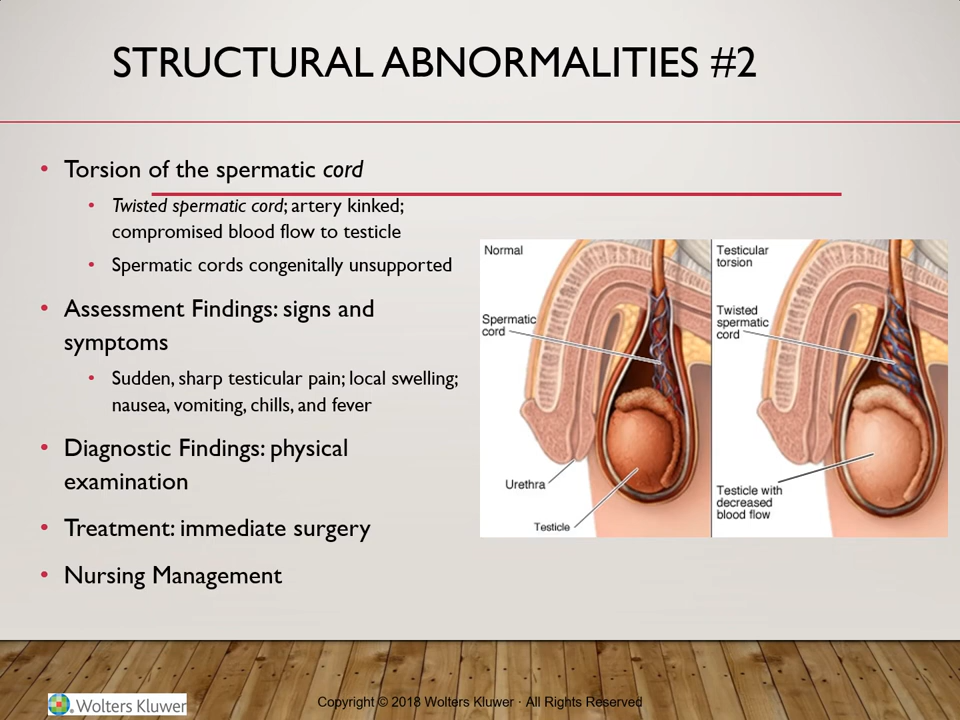 STRUCTURAL ABNORMALITIES #2
• Torsion of the spermatic cord
• Twisted spermatic cord; artery kinked;
compromised blood flow to testicle
• Spermatic cords congenitally unsupported
• Assessment Findings: signs and
symptoms
• Sudden, sharp testicular pain; local swelling;
nausea, vomiting, chills, and fever
• Diagnostic Findings: physical
examination
• Treatment: immediate surgery
• Nursing Management
Normal
Spermatic
cord
Urethra
Testicle
Testicular
torsion
Twisted
spermatic
cord
Testicle with
decreased
blood flow
Wolters Kluwer
Copyright © 2018 Wolters Kluwer · All Rights Reserved